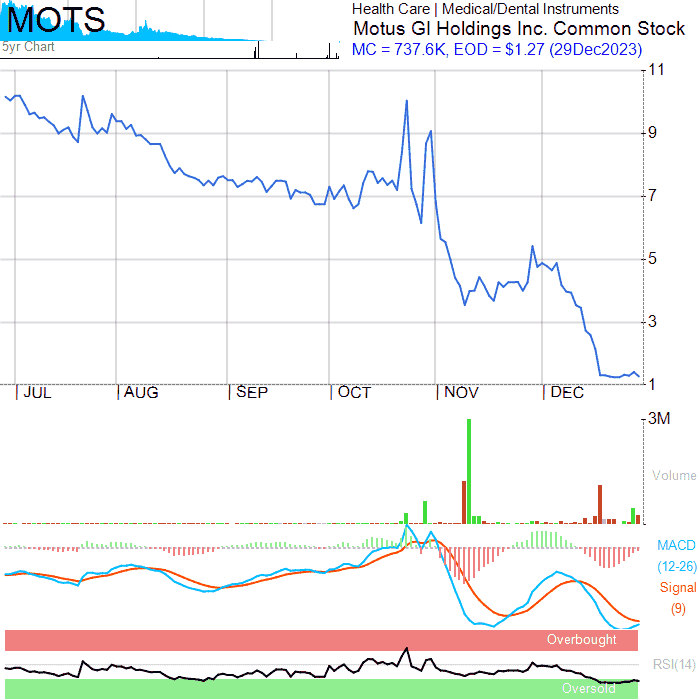 MOTS
5yr Chart
Health Care | Medical/Dental Instruments
Motus GI Holdings Inc. Common Stock
MC = 737.6K, EOD = $1.27 (29Dec2023)
11
9
7
5
3
1
JUL AUG SEP OCT NOV DEC
3M
Volume
MACD
(12-26)
Signal
(9)
Overbought
RSI(14)
Oversold